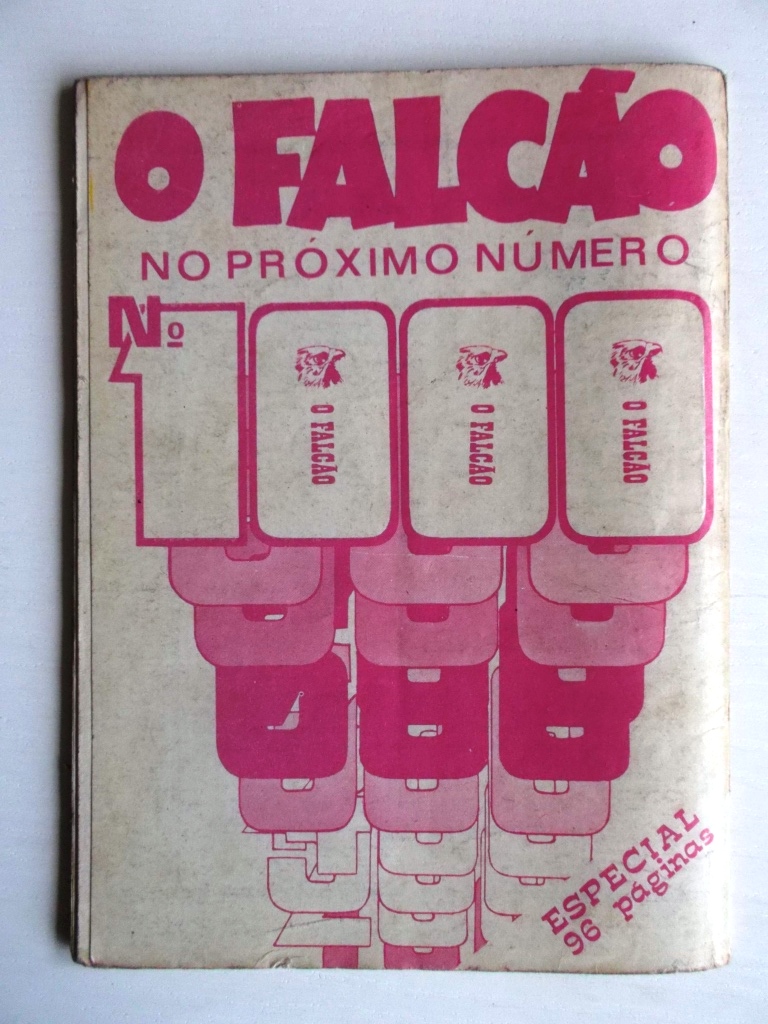 O FALCÃO
NO PRÓXIMO NÚMERO
Nº
1000
O FALCÃO
O FALCÃO
O FALCÃO
ESPECIAL
96 páginas